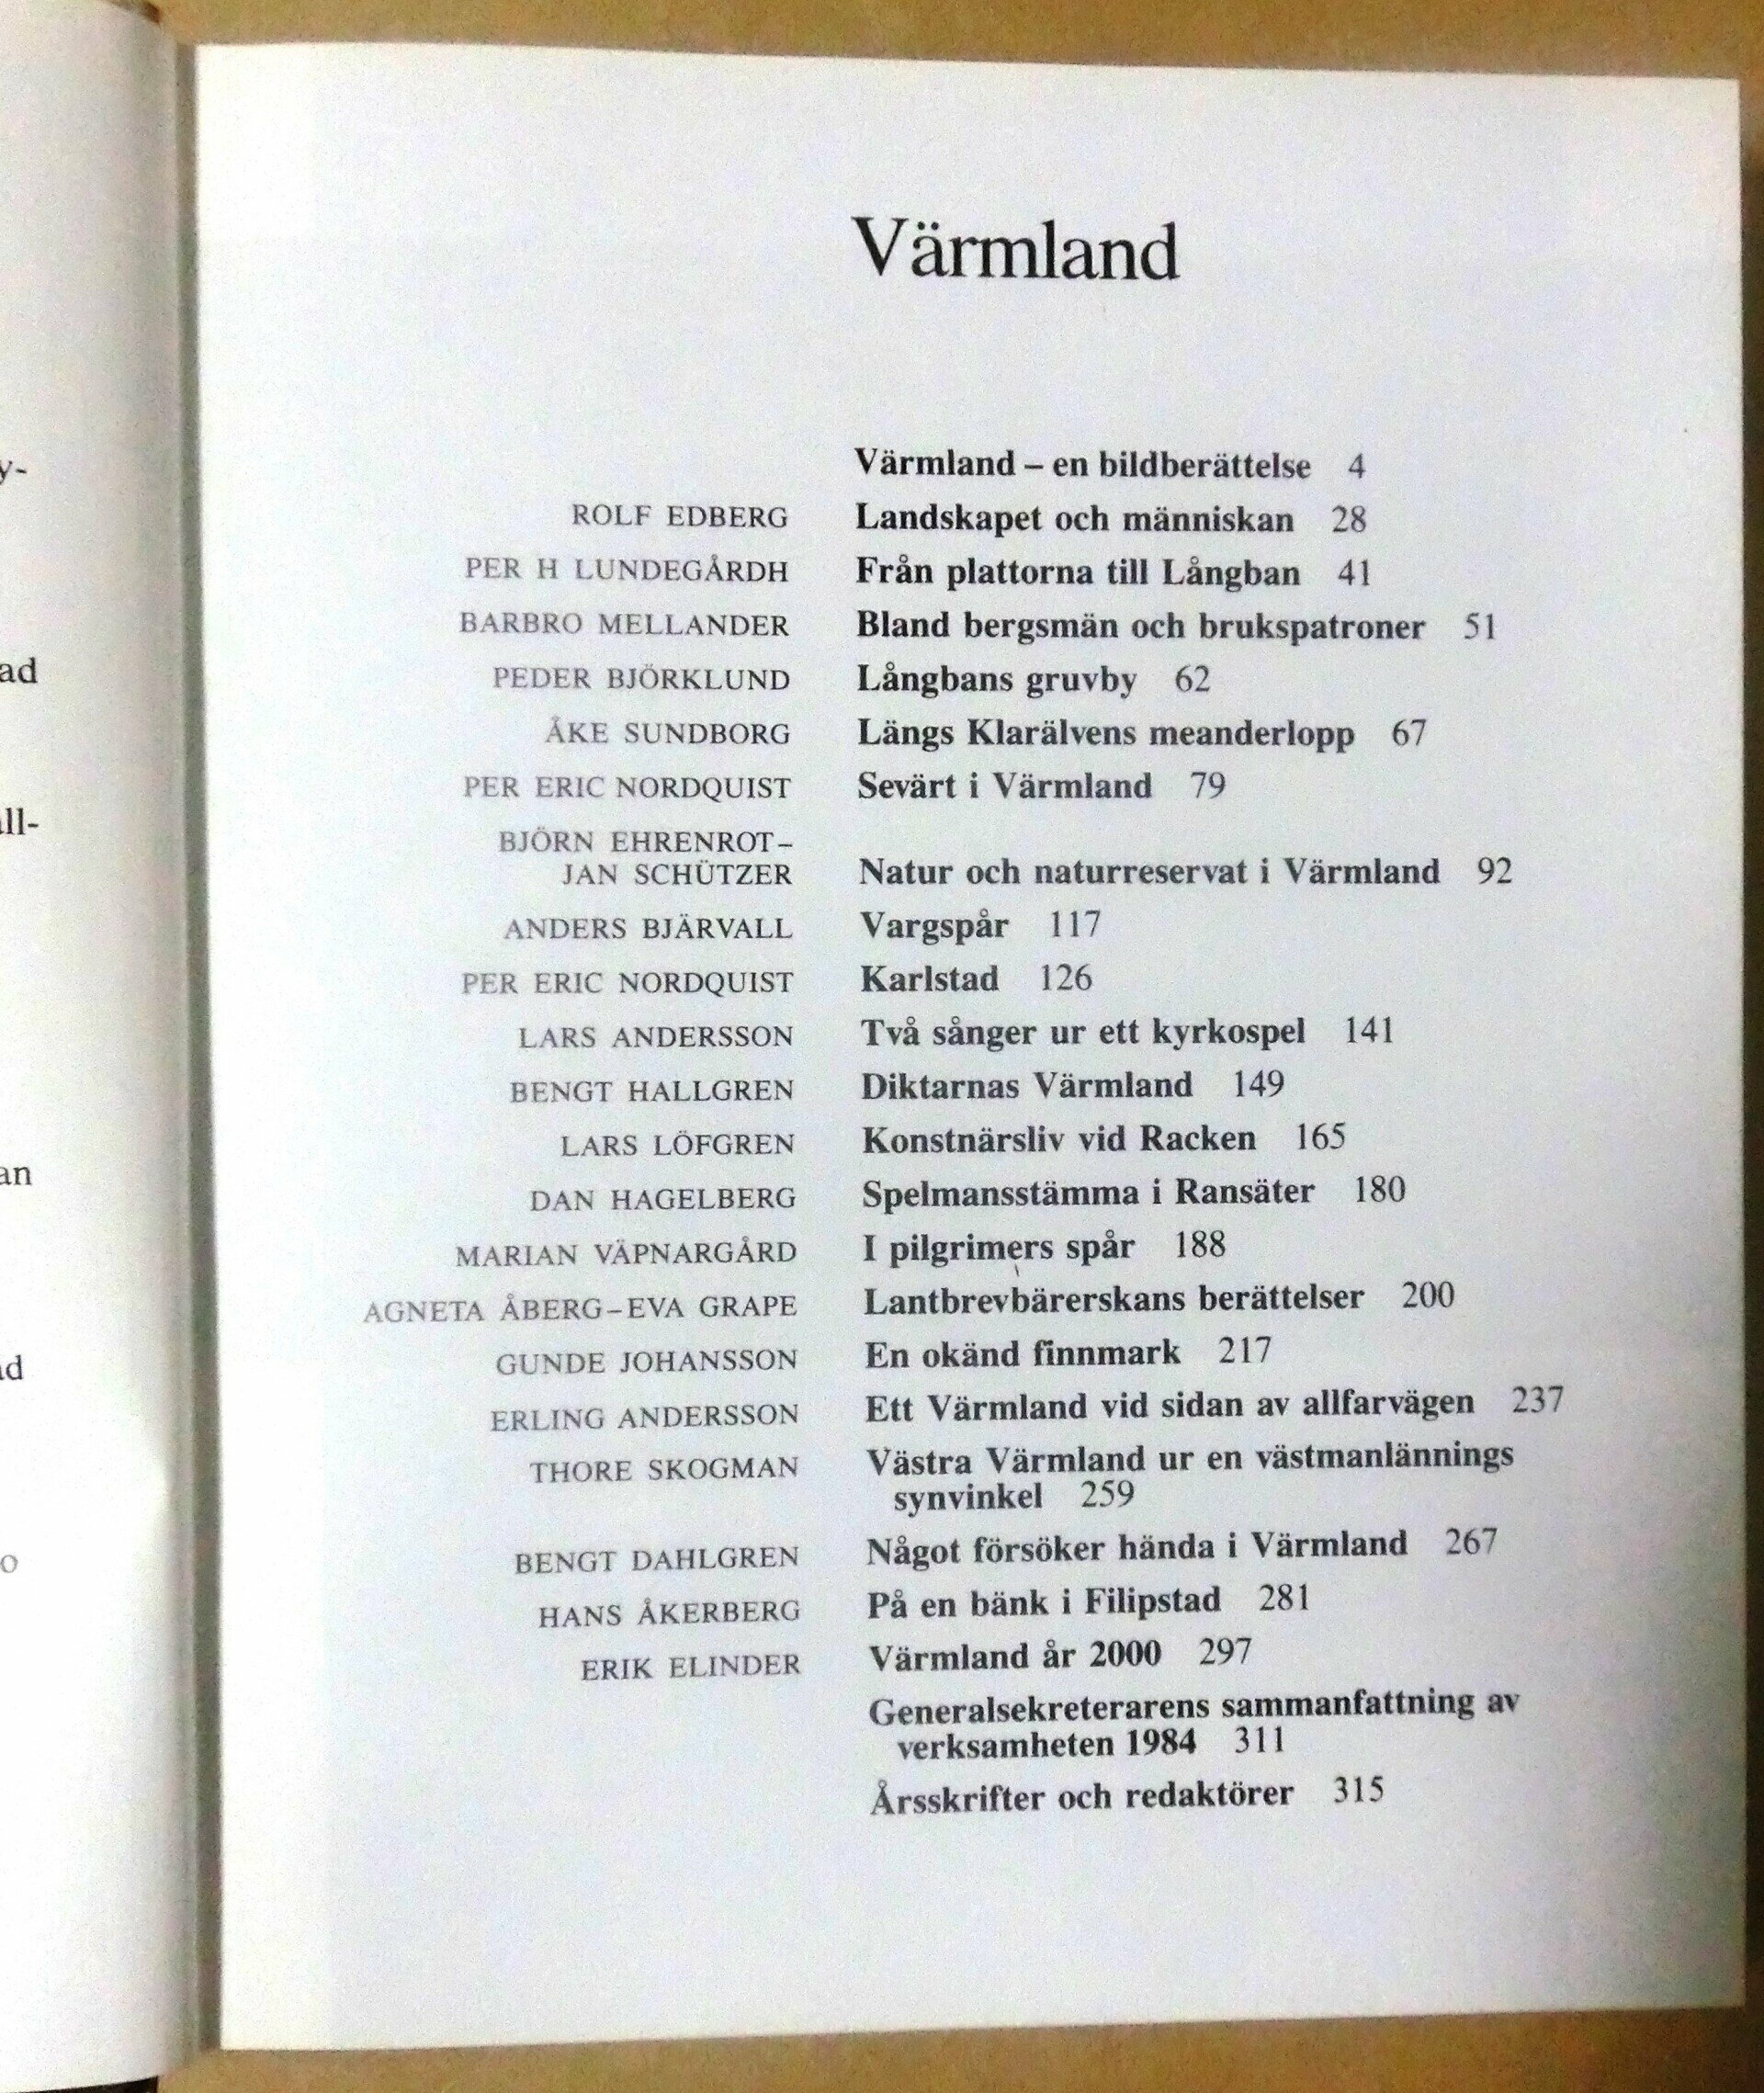 y-
ad
all-
an
ad
o
Värmland
Värmland – en bildberättelse 4
ROLF EDBERG Landskapet och människan 28
PER H LUNDEGÅRDH Från plattorna till Långban 41
BARBRO MELLANDER Bland bergsmän och brukspatroner 51
PEDER BJÖRKLUND Långbans gruvby 62
ÅKE SUNDBORG Längs Klarälvens meanderlopp 67
PER ERIC NORDQUIST Sevärt i Värmland 79
BJÖRN EHRENROT–
JAN SCHÜTZER Natur och naturreservat i Värmland 92
ANDERS BJÄRVALL Vargspår 117
PER ERIC NORDQUIST Karlstad 126
LARS ANDERSSON Två sånger ur ett kyrkospel 141
BENGT HALLGREN Diktarnas Värmland 149
LARS LÖFGREN Konstnärsliv vid Racken 165
DAN HAGELBERG Spelmansstämma i Ransäter 180
MARIAN VÄPNARGÅRD I pilgrimers spår 188
AGNETA ÅBERG–EVA GRAPE Lantbrevbärerskans berättelser 200
GUNDE JOHANSSON En okänd finnmark 217
ERLING ANDERSSON Ett Värmland vid sidan av allfarvägen 237
THORE SKOGMAN Västra Värmland ur en västmanlännings
synvinkel 259
BENGT DAHLGREN Något försöker hända i Värmland 267
HANS ÅKERBERG På en bänk i Filipstad 281
ERIK ELINDER Värmland år 2000 297
Generalsekreterarens sammanfattning av
verksamheten 1984 311
Årsskrifter och redaktörer 315